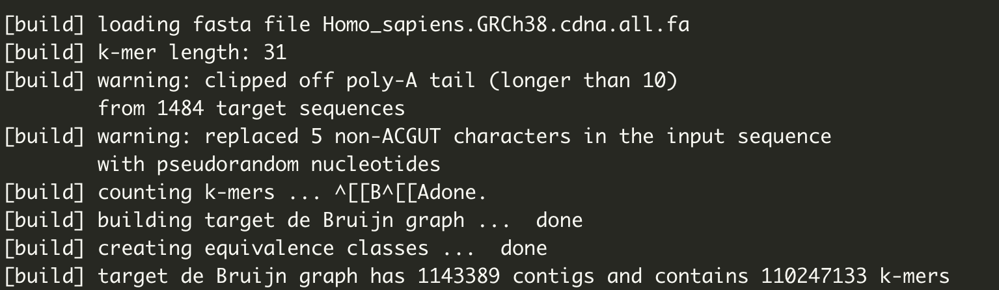 [build] loading fasta file Homo_sapiens.GRCh38.cdna.all.fa
[build] k-mer length: 31
[build] warning: clipped off poly-A tail (longer than 10)
        from 1484 target sequences
[build] warning: replaced 5 non-ACGUT characters in the input sequence
        with pseudorandom nucleotides
[build] counting k-mers ... ^[[B^[[Adone.
[build] building target de Bruijn graph ...  done
[build] creating equivalence classes ...  done
[build] target de Bruijn graph has 1143389 contigs and contains 110247133 k-mers